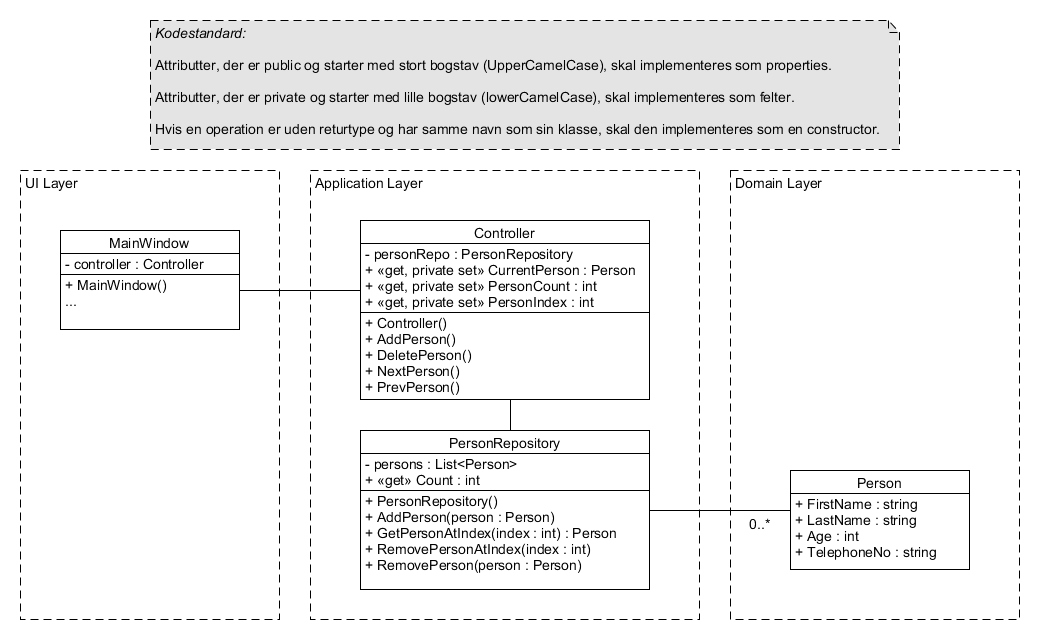 Kodestandard:
Attributter, der er public og starter med stort bogstav (UpperCamelCase), skal implementeres som properties.
Attributter, der er private og starter med lille bogstav (lowerCamelCase), skal implementeres som felter.
Hvis en operation er uden returtype og har samme navn som sin klasse, skal den implementeres som en constructor.
UI Layer
MainWindow
- controller : Controller
+ MainWindow()
...
Application Layer
Controller
- personRepo : PersonRepository
+ «get, private set» CurrentPerson : Person
+ «get, private set» PersonCount : int
+ «get, private set» PersonIndex : int
+ Controller()
+ AddPerson()
+ DeletePerson()
+ NextPerson()
+ PrevPerson()
PersonRepository
- persons : List<Person>
+ «get» Count : int
+ PersonRepository()
+ AddPerson(person : Person)
+ GetPersonAtIndex(index : int) : Person
+ RemovePersonAtIndex(index : int)
+ RemovePerson(person : Person)
Domain Layer
0..*
Person
+ FirstName : string
+ LastName : string
+ Age : int
+ TelephoneNo : string